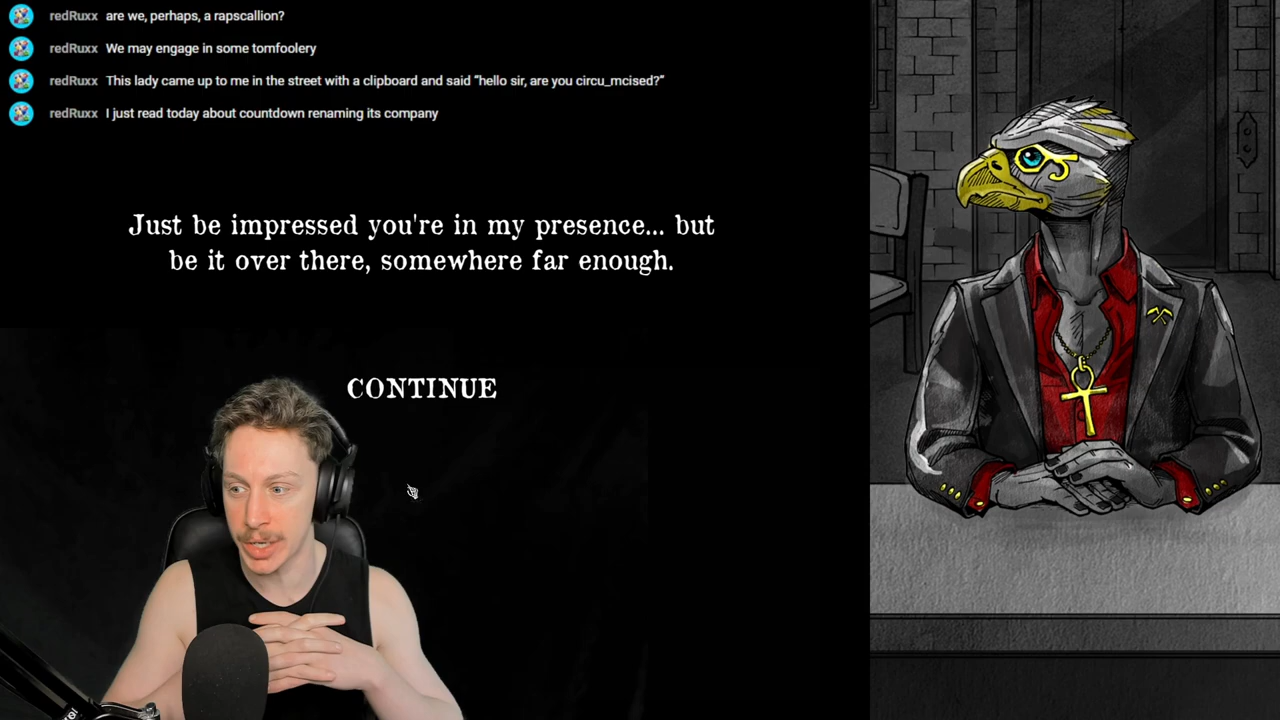 redRuxx are we, perhaps, a rapscallion?
redRuxx We may engage in some tomfoolery
redRuxx This lady came up to me in the street with a clipboard and said “hello sir, are you circu_mcised?”
redRuxx I just read today about countdown renaming its company
Just be impressed you're in my presence... but
be it over there, somewhere far enough.
CONTINUE